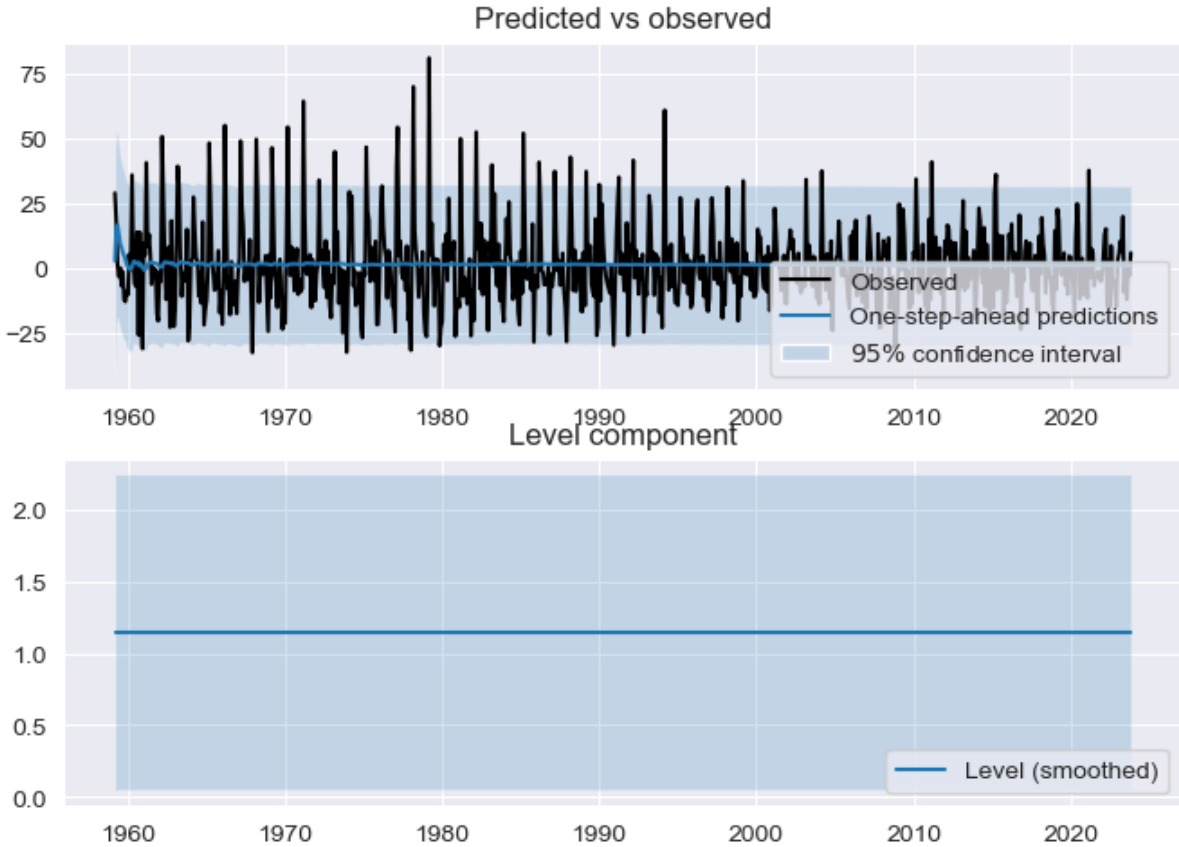 Predicted vs observed
75
50
25
0
−25
Observed
One-step-ahead predictions
95% confidence interval
1960 1970 1980 1990 2000 2010 2020
Level component
2.0
1.5
1.0
0.5
0.0
Level (smoothed)
1960 1970 1980 1990 2000 2010 2020